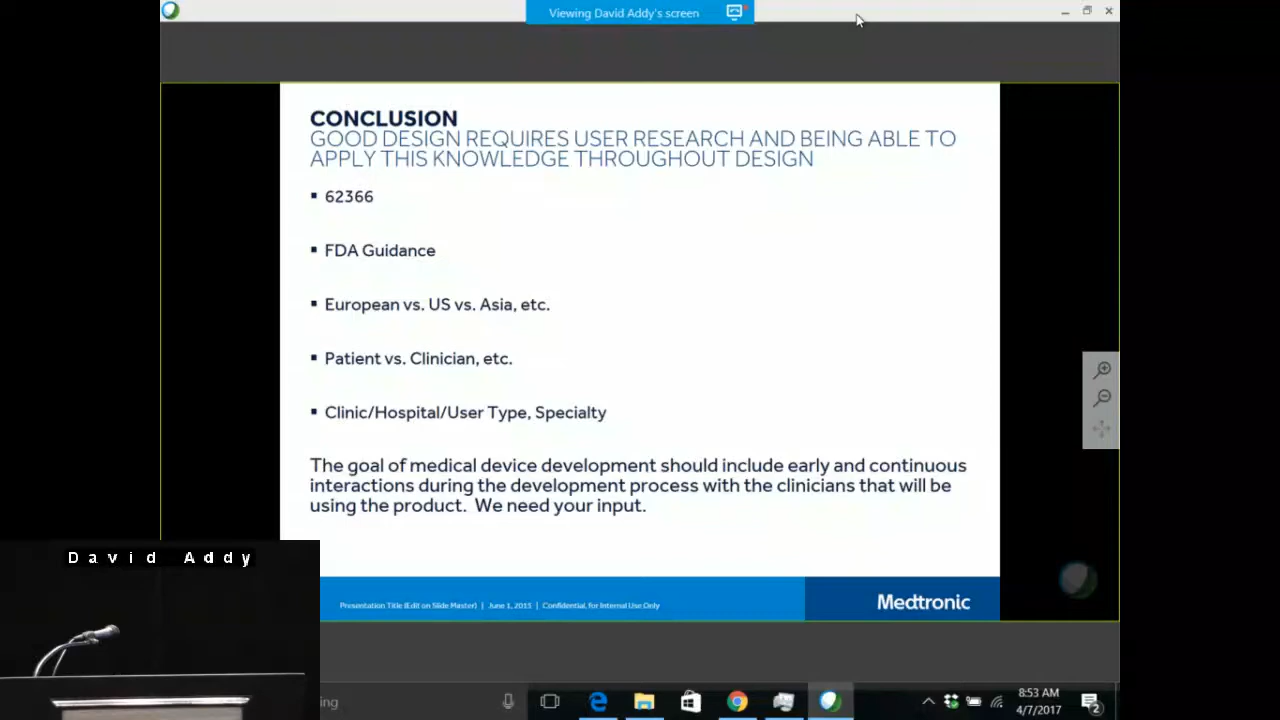 Viewing David Addy's screen
CONCLUSION
GOOD DESIGN REQUIRES USER RESEARCH AND BEING ABLE TO
APPLY THIS KNOWLEDGE THROUGHOUT DESIGN
▪ 62366
▪ FDA Guidance
▪ European vs. US vs. Asia, etc.
▪ Patient vs. Clinician, etc.
▪ Clinic/Hospital/User Type, Specialty
The goal of medical device development should include early and continuous
interactions during the development process with the clinicians that will be
using the product. We need your input.
David Addy
Presentation Title (Edit on Slide Master) | June 1, 2015 | Confidential, for Internal Use Only
Medtronic
ing
8:53 AM
4/7/2017
2